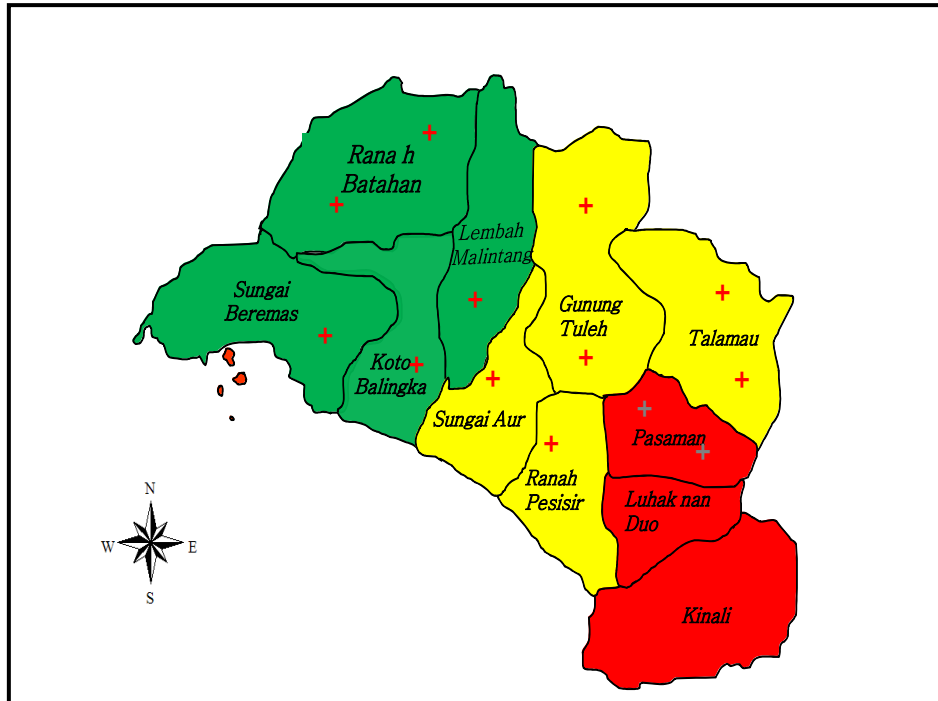 Rana h
Batahan
Lembah
Malintang
Sungai
Beremas
Gunung
Tuleh
Talamau
Koto
Balingka
Sungai Aur
Pasaman
Ranah
Pesisir
Luhak nan
Duo
Kinali
N
W E
S